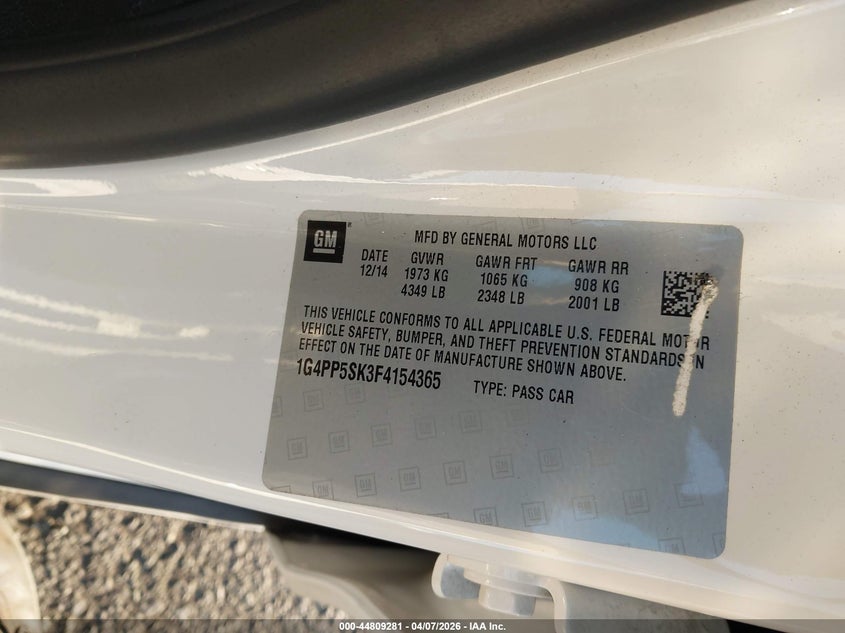 GM
MFD BY GENERAL MOTORS LLC
DATE GVWR GAWR FRT GAWR RR
12/14 1973 KG 1065 KG 908 KG
4349 LB 2348 LB 2001 LB
THIS VEHICLE CONFORMS TO ALL APPLICABLE U.S. FEDERAL MOTOR
VEHICLE SAFETY, BUMPER, AND THEFT PREVENTION STANDARDS IN
EFFECT ON THE DATE OF MANUFACTURE SHOWN ABOVE.
1G4PP5SK3F4154365 TYPE: PASS CAR
000-44809281 - 04/07/2026 - IAA Inc.